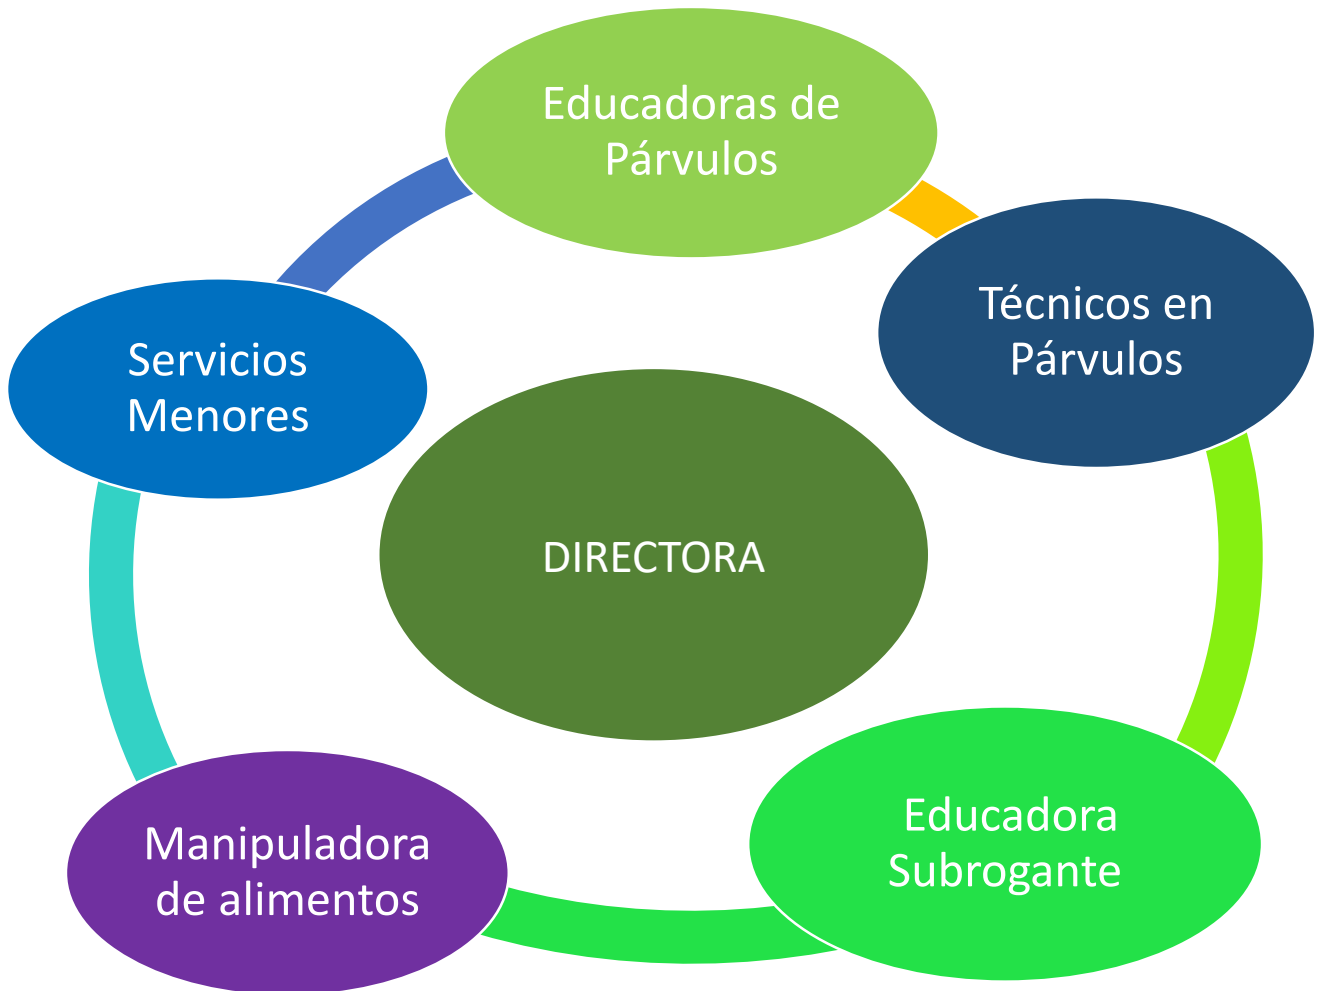 Educadoras de
Párvulos
Técnicos en
Párvulos
Servicios
Menores
DIRECTORA
Educadora
Subrogante
Manipuladora
de alimentos